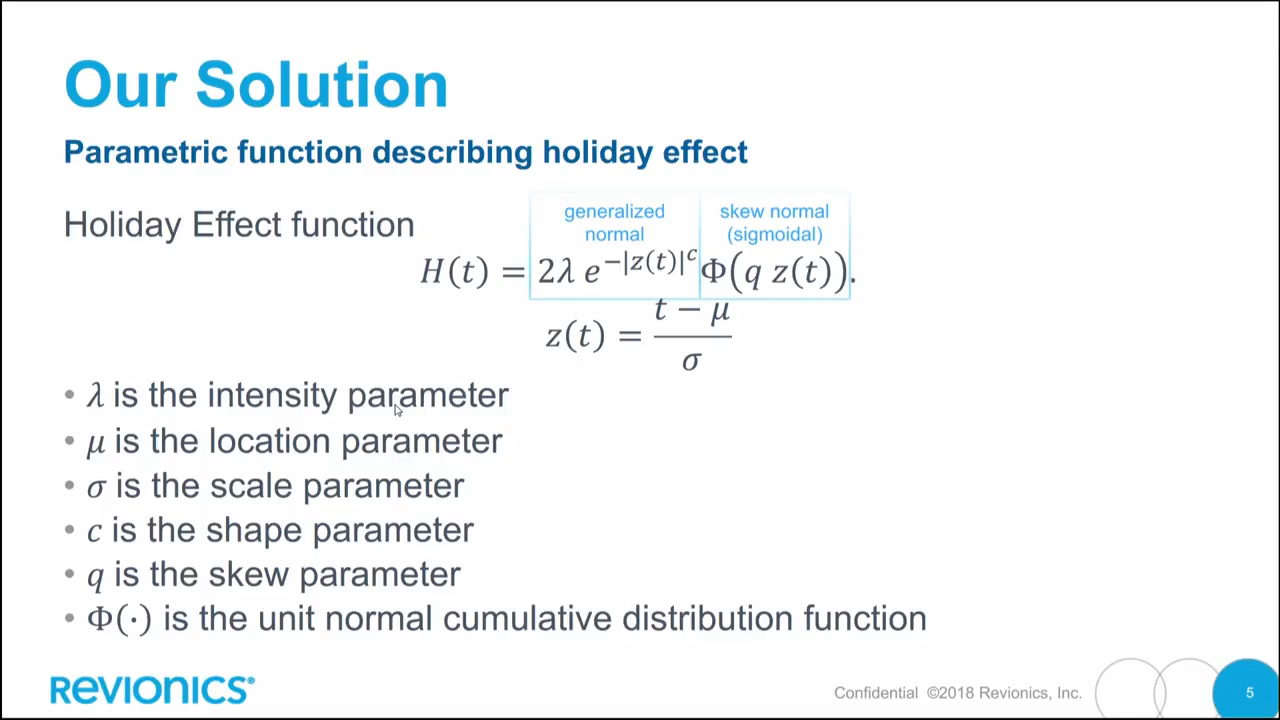 Our Solution
Parametric function describing holiday effect
Holiday Effect function
generalized
normal
skew normal
(sigmoidal)
H(t) = 2λ e^{−|z(t)|^c} Φ(q z(t)).
z(t) = \frac{t − μ}{σ}
• λ is the intensity parameter
• μ is the location parameter
• σ is the scale parameter
• c is the shape parameter
• q is the skew parameter
• Φ(·) is the unit normal cumulative distribution function
REVIONICS®
Confidential ©2018 Revionics, Inc.
5